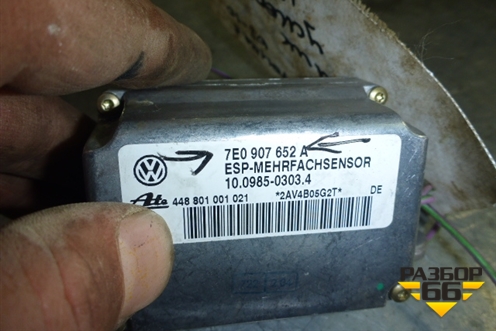 7E0 907 652 A
ESP-MEHRFACHSENSOR
10.0985-0303.4
Ate 448 801 001 021 *2AV4B05G2T* DE
РАЗБОР
66